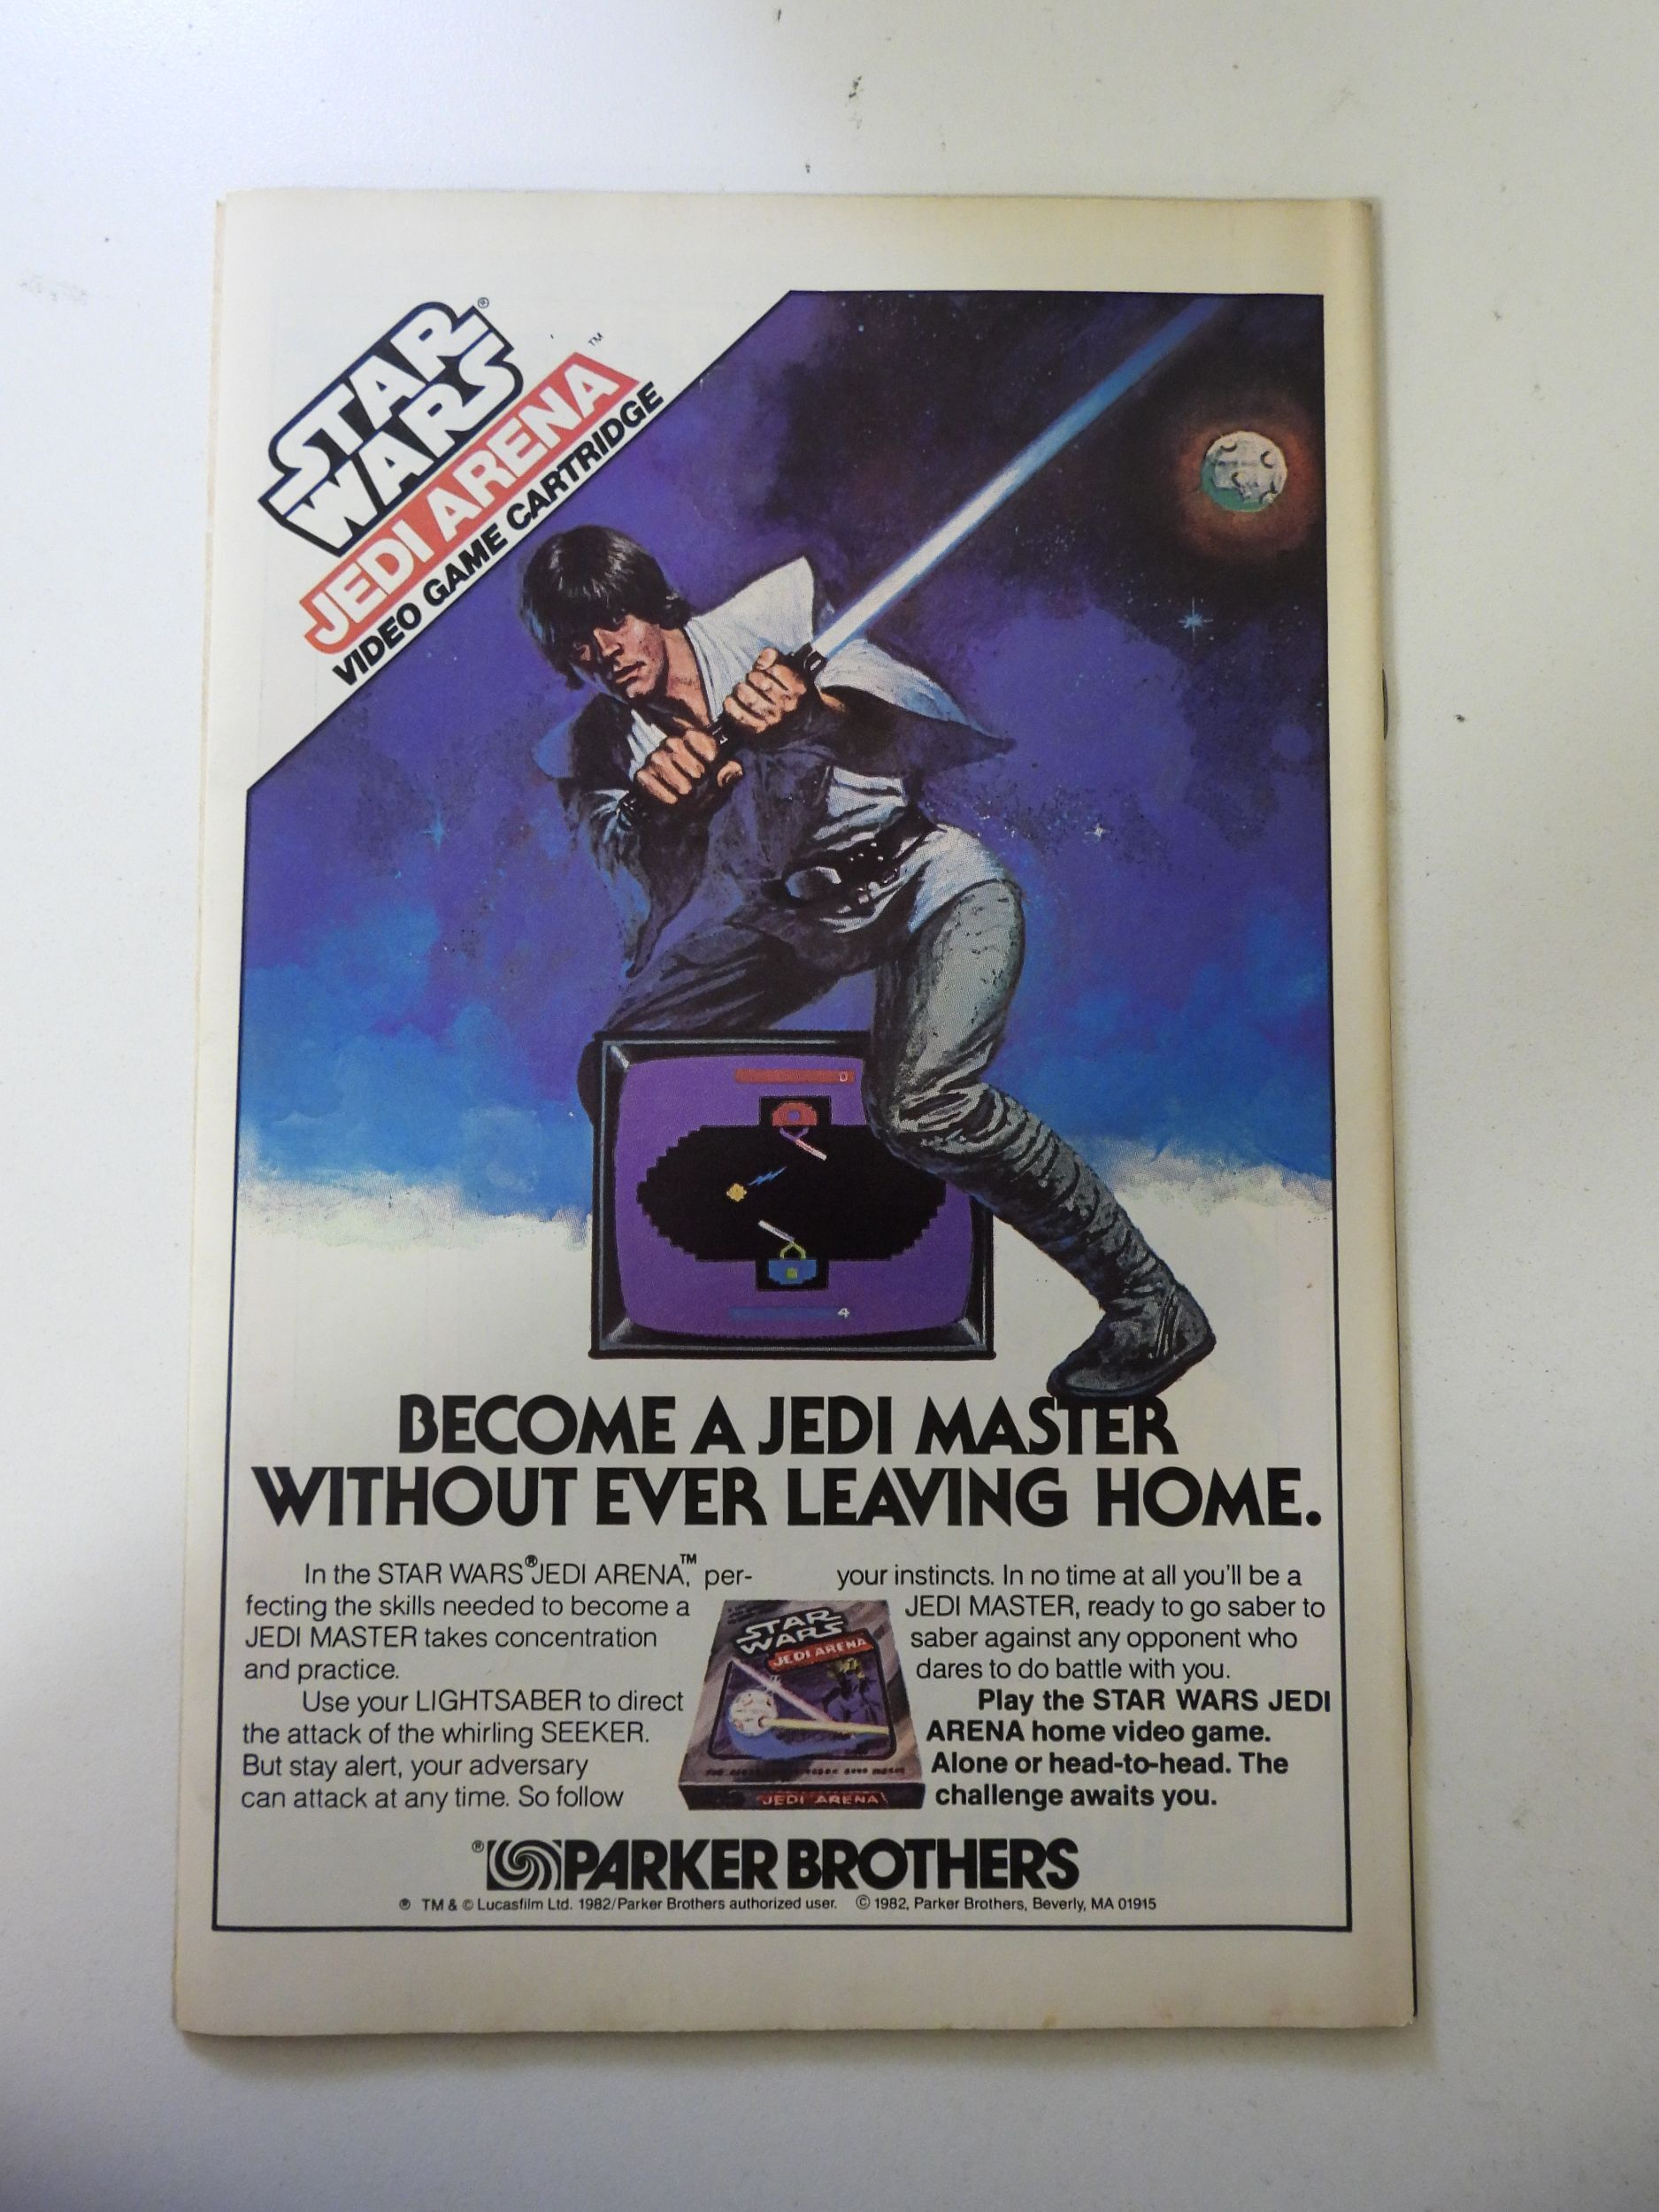 STAR
WARS®
JEDI ARENA™
VIDEO GAME CARTRIDGE
0
4
BECOME A JEDI MASTER
WITHOUT EVER LEAVING HOME.
In the STAR WARS® JEDI ARENA,™ per-
fecting the skills needed to become a
JEDI MASTER takes concentration
and practice.
Use your LIGHTSABER to direct
the attack of the whirling SEEKER.
But stay alert, your adversary
can attack at any time. So follow
your instincts. In no time at all you'll be a
JEDI MASTER, ready to go saber to
saber against any opponent who
dares to do battle with you.
Play the STAR WARS JEDI
ARENA home video game.
Alone or head-to-head. The
challenge awaits you.
STAR
WARS
JEDI ARENA
JEDI ARENA
® PARKER BROTHERS
® TM & © Lucasfilm Ltd. 1982/Parker Brothers authorized user. © 1982, Parker Brothers, Beverly, MA 01915